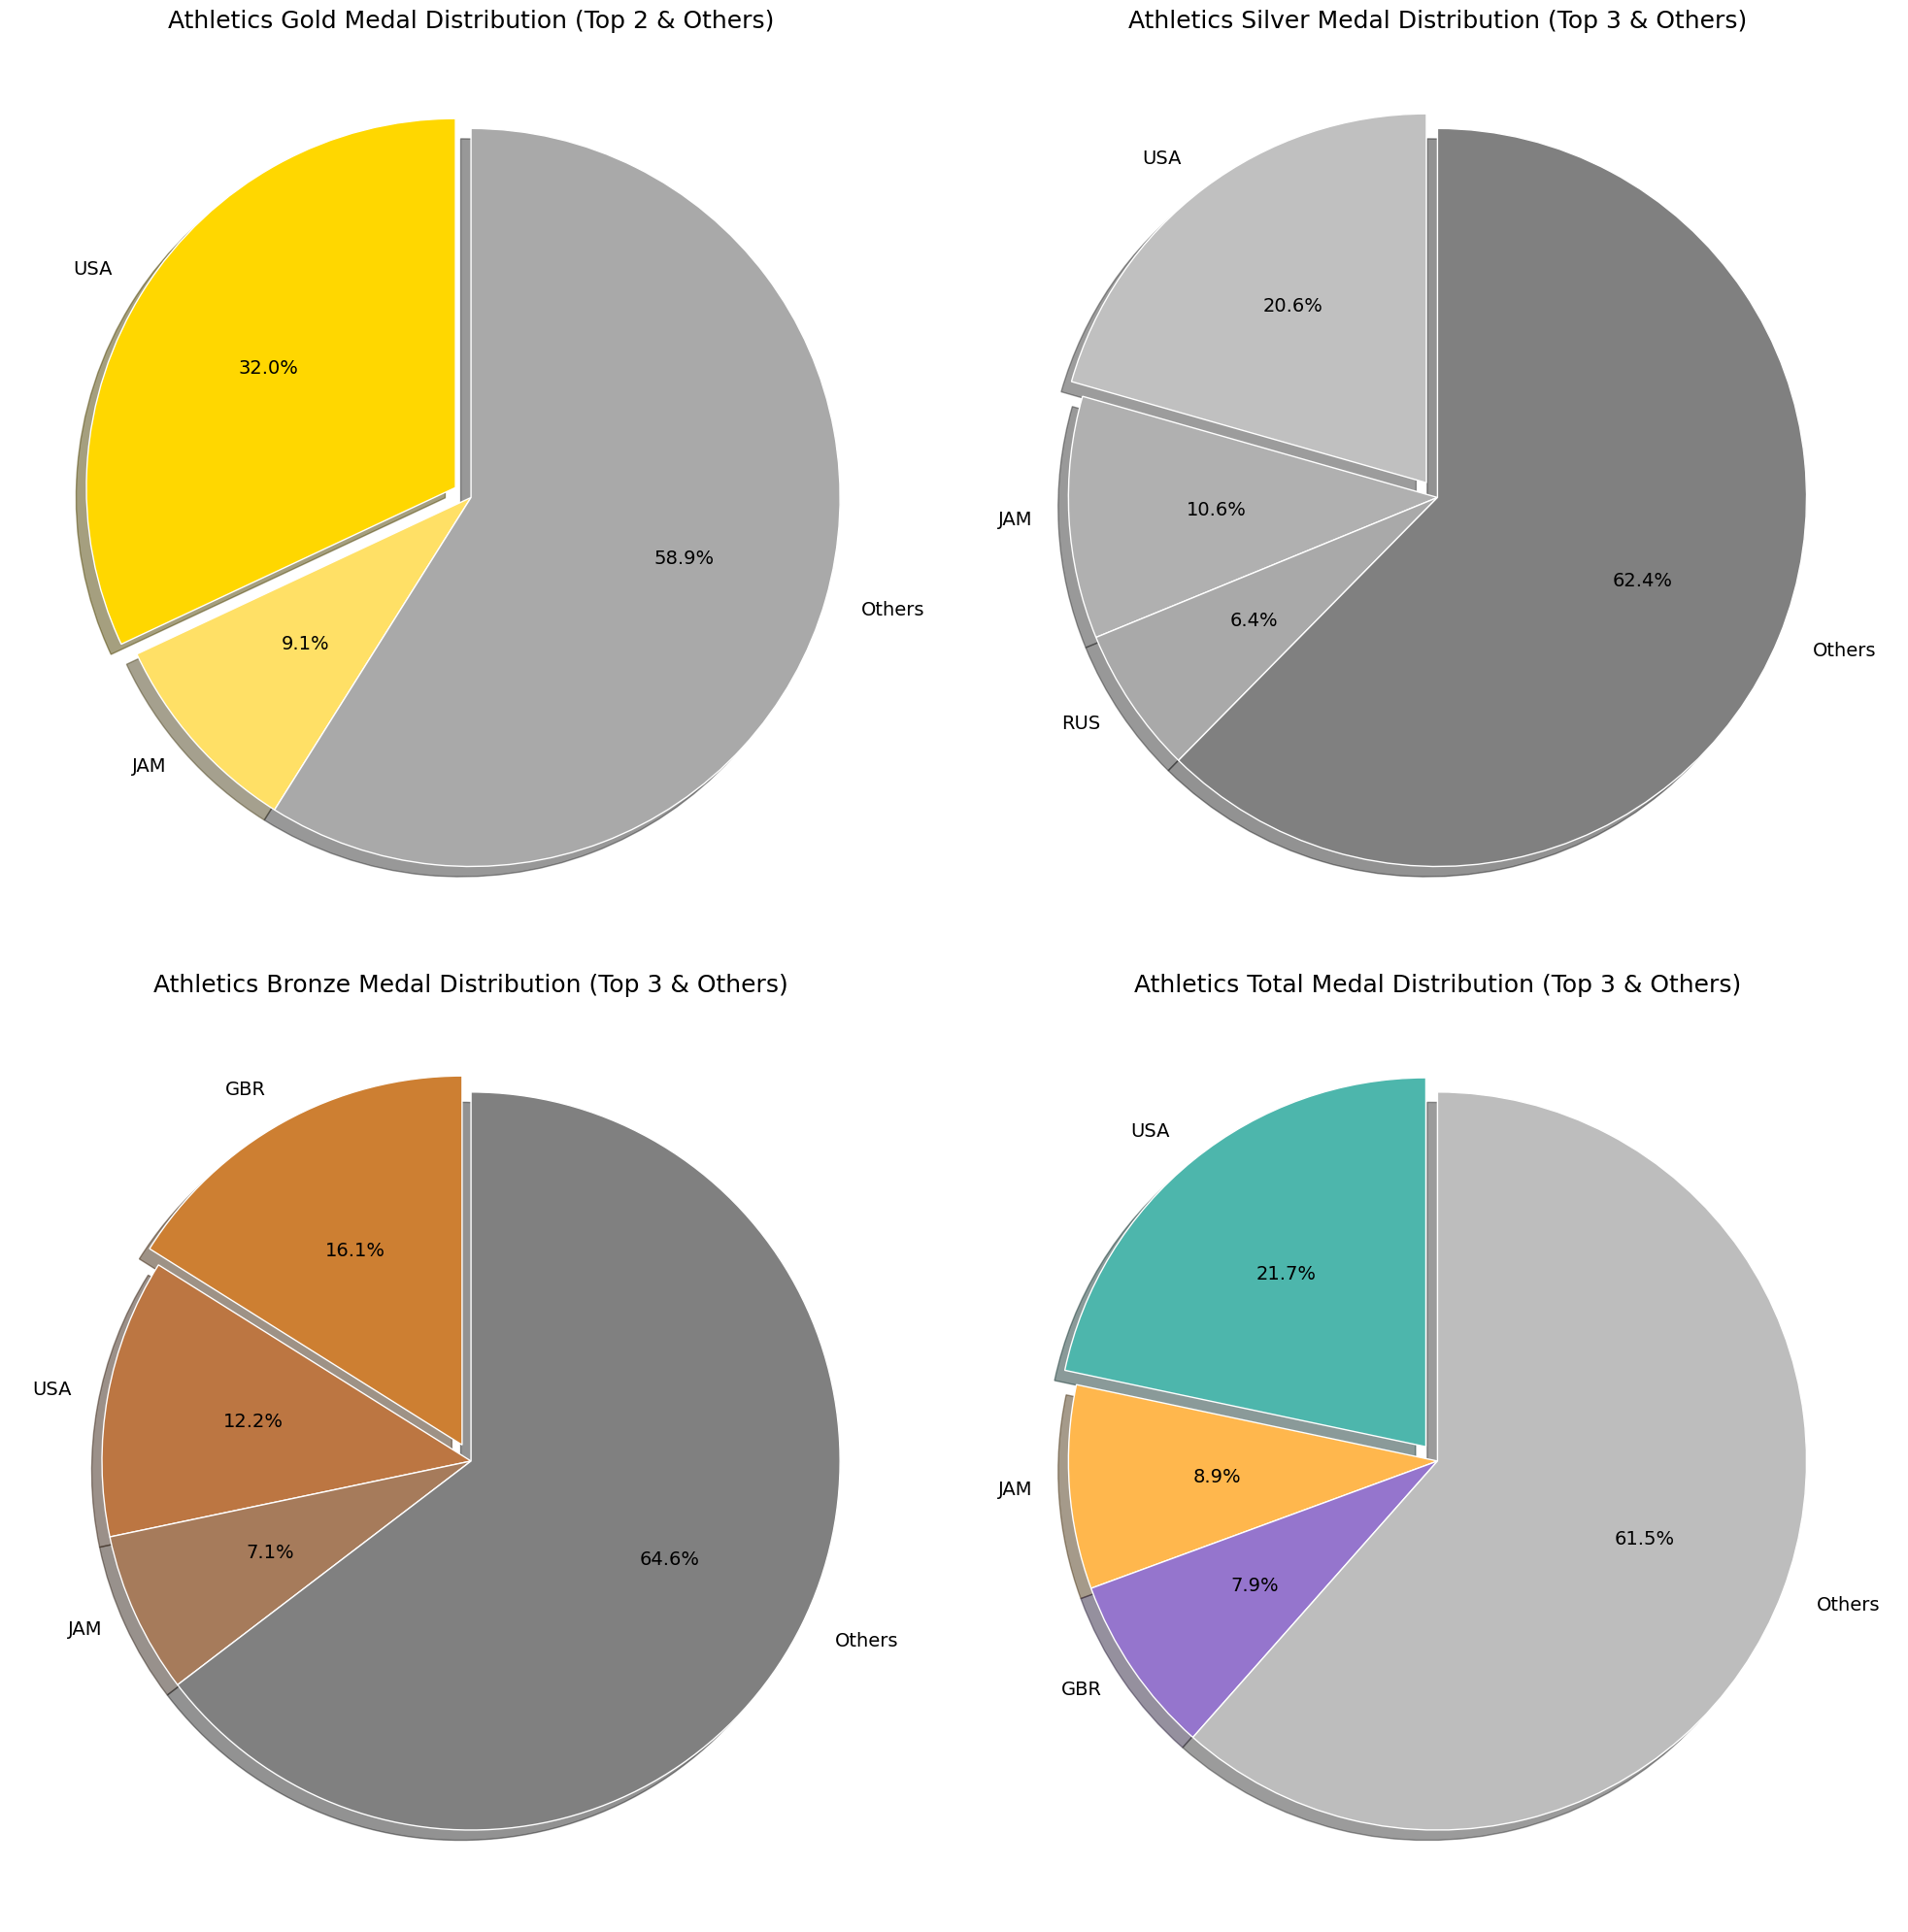 Athletics Gold Medal Distribution (Top 2 & Others)
USA
32.0%
9.1%
JAM
58.9%
Others
Athletics Silver Medal Distribution (Top 3 & Others)
USA
20.6%
JAM
10.6%
6.4%
RUS
62.4%
Others
Athletics Bronze Medal Distribution (Top 3 & Others)
GBR
16.1%
USA
12.2%
7.1%
JAM
64.6%
Others
Athletics Total Medal Distribution (Top 3 & Others)
USA
21.7%
JAM
8.9%
7.9%
GBR
61.5%
Others